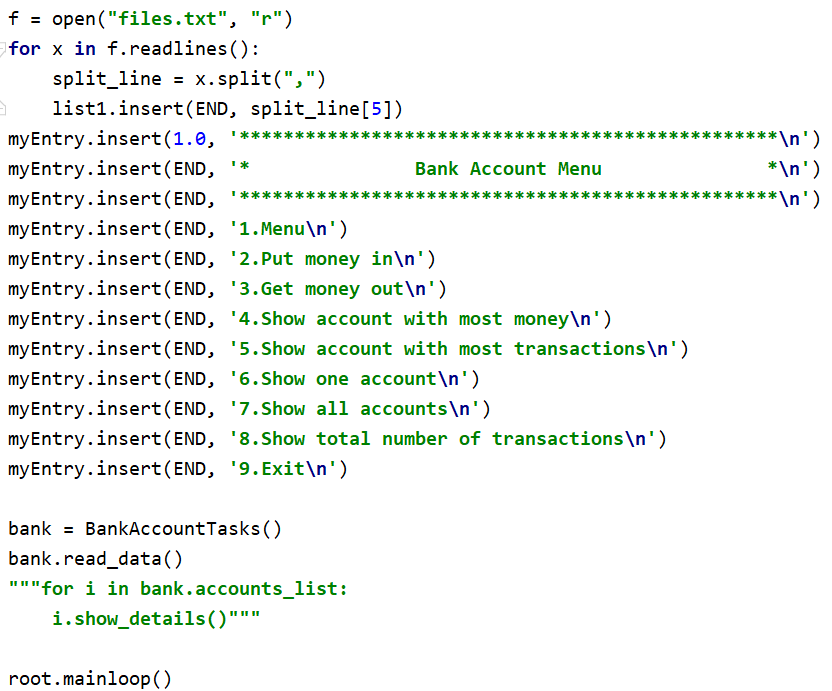 f = open("files.txt", "r")
for x in f.readlines():
    split_line = x.split(",")
    list1.insert(END, split_line[5])
myEntry.insert(1.0, '*************************************************\n')
myEntry.insert(END, '*               Bank Account Menu               *\n')
myEntry.insert(END, '*************************************************\n')
myEntry.insert(END, '1.Menu\n')
myEntry.insert(END, '2.Put money in\n')
myEntry.insert(END, '3.Get money out\n')
myEntry.insert(END, '4.Show account with most money\n')
myEntry.insert(END, '5.Show account with most transactions\n')
myEntry.insert(END, '6.Show one account\n')
myEntry.insert(END, '7.Show all accounts\n')
myEntry.insert(END, '8.Show total number of transactions\n')
myEntry.insert(END, '9.Exit\n')

bank = BankAccountTasks()
bank.read_data()
"""for i in bank.accounts_list:
    i.show_details()"""

root.mainloop()